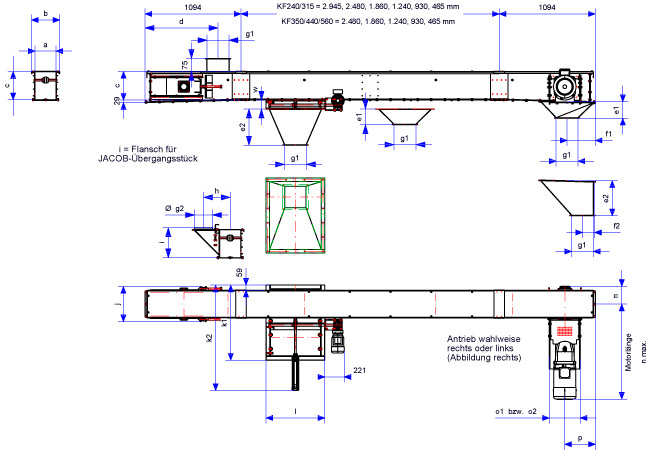 1094
KF240/315 = 2.945, 2.480, 1.860, 1.240, 930, 465 mm
KF350/440/560 = 2.480, 1.860, 1.240, 930, 465 mm
1094
d
g1
b
a
75
c
c
29
w
e2
e1
e1
g1
g1
f1
g1
i = Flansch für
JACOB-Übergangsstück
h
Ø g2
i
e2
f2
g1
59
j
k2
k1
n
Antrieb wahlweise
rechts oder links
(Abbildung rechts)
Motorlänge
n max.
221
l
o1 bzw. o2
p